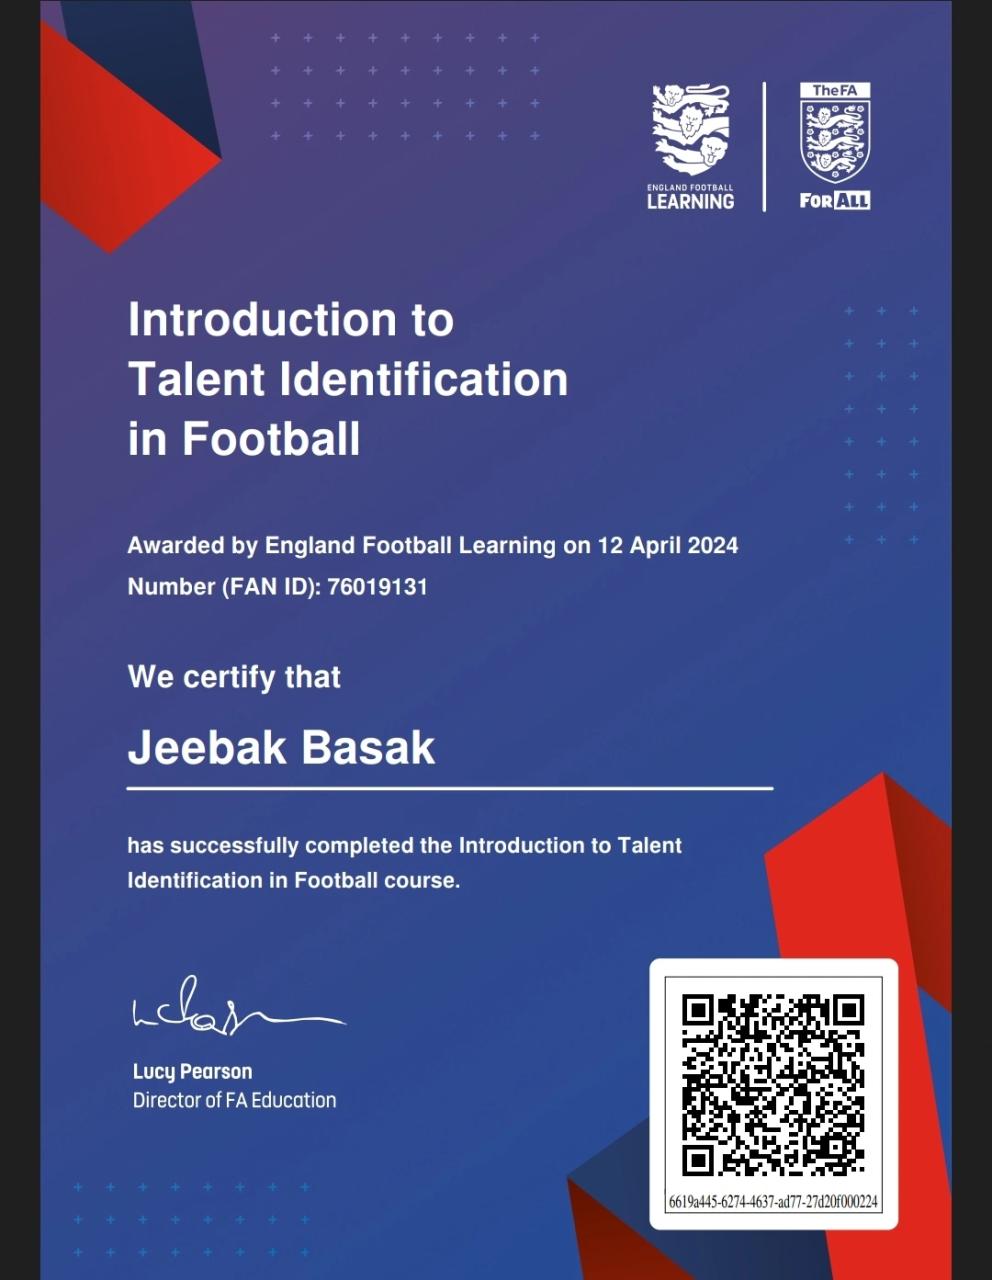 ENGLAND FOOTBALL
LEARNING
TheFA
FOR ALL
Introduction to
Talent Identification
in Football
Awarded by England Football Learning on 12 April 2024
Number (FAN ID): 76019131
We certify that
Jeebak Basak
has successfully completed the Introduction to Talent
Identification in Football course.
Lucy Pearson
Director of FA Education
6619a445-6274-4637-ad77-27d20f000224